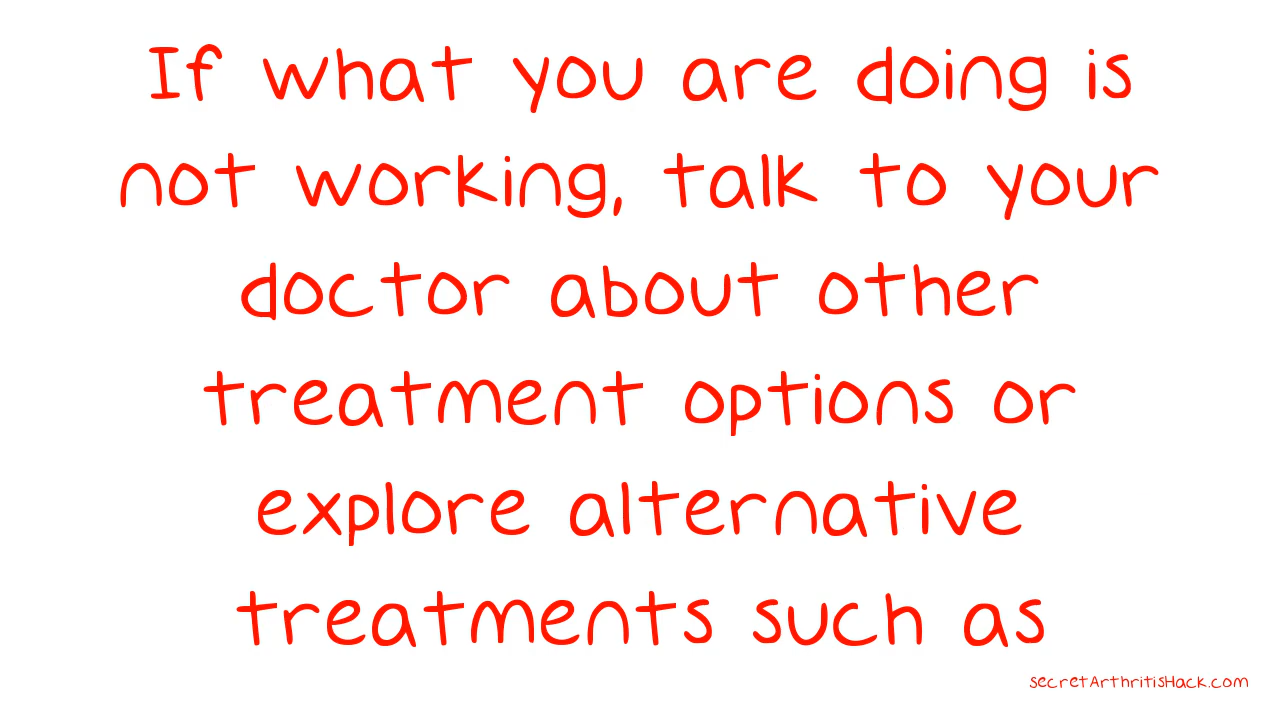 If what you are doing is
not working, talk to your
doctor about other
treatment options or
explore alternative
treatments such as
secretArthritisHack.com